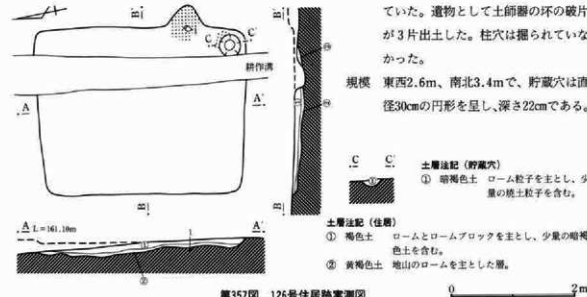 ていた。遺物として土師器の坏の破片
が3片出土した。柱穴は掘られていな
かった。
規模 東西2.6m、南北3.4mで、貯蔵穴は直
径30cmの円形を呈し、深さ22cmである。
B
B'
C
C'
耕作溝
A
A'
B
B'
C C'
土層注記（貯蔵穴）
① 暗褐色土 ローム粒子を主とし、少
量の焼土粒子を含む。
①
土層注記（住居）
① 褐色土 ロームとロームブロックを主とし、少量の暗褐
色土を含む。
② 黄褐色土 地山のロームを主とした層。
A L=161.10m A'
1
②
第357図 126号住居跡実測図
0 2m